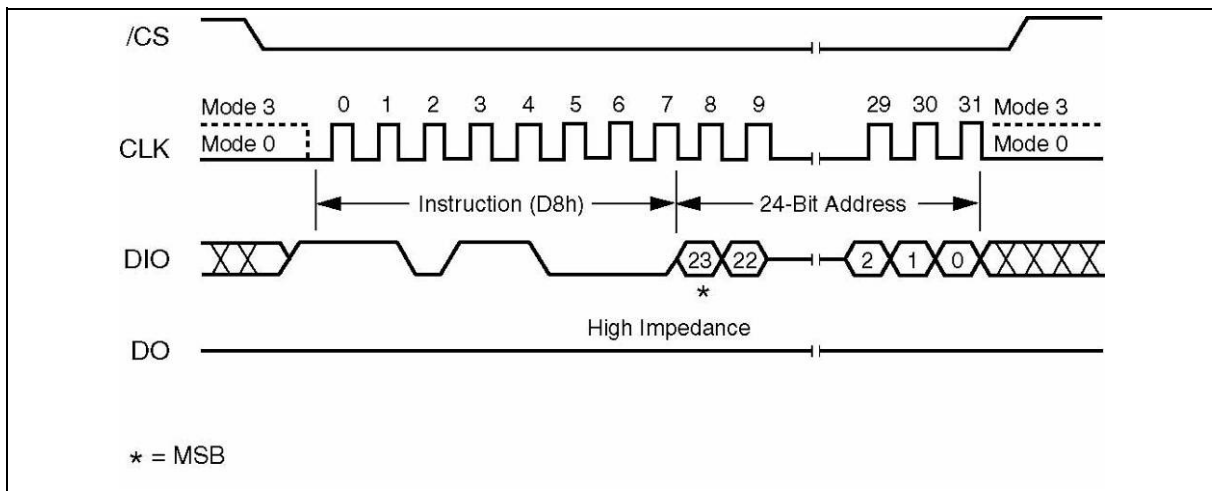 /CS
Mode 3 0 1 2 3 4 5 6 7 8 9 29 30 31 Mode 3
CLK Mode 0 Mode 0
Instruction (D8h) 24-Bit Address
DIO 23 22 2 1 0
*
High Impedance
DO
* = MSB